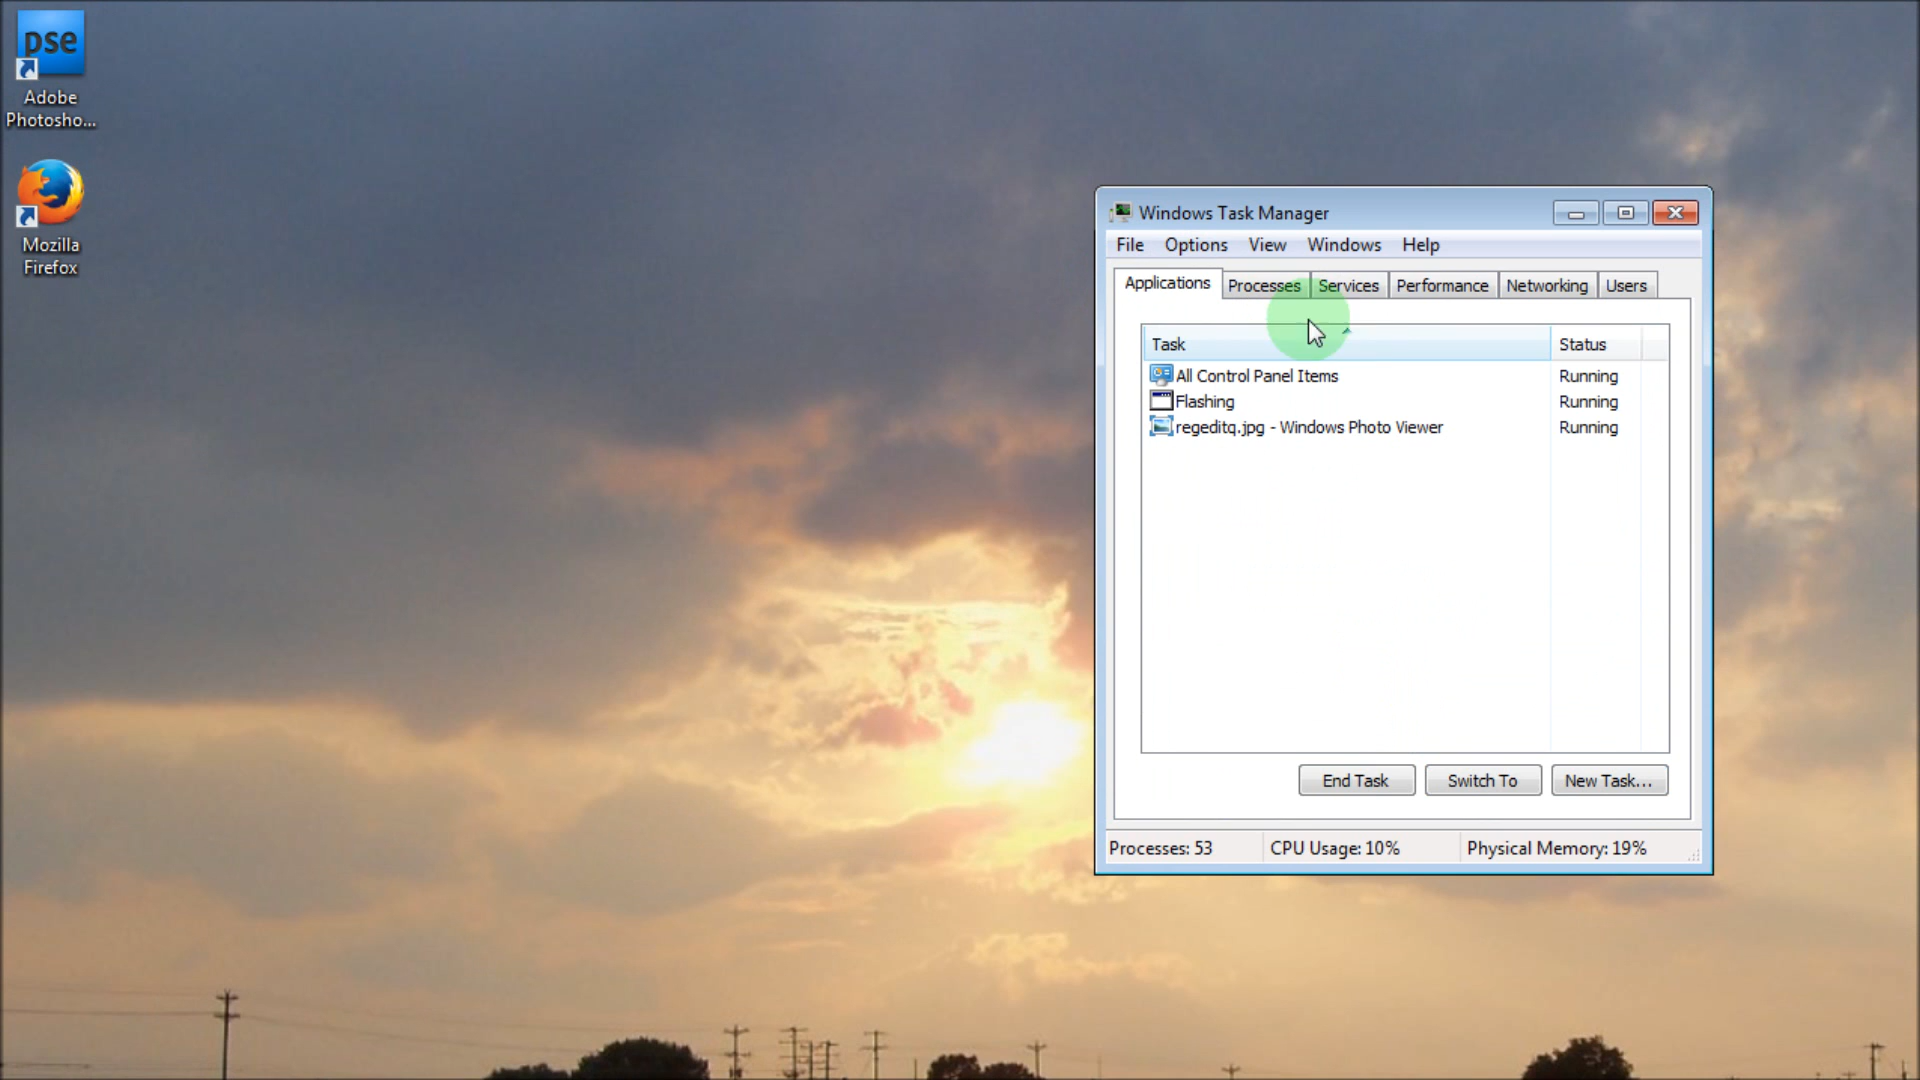 pse
Adobe
Photosho...
Mozilla
Firefox
Windows Task Manager
File Options View Windows Help
Applications Processes Services Performance Networking Users
Task Status
All Control Panel Items Running
Flashing Running
regeditq.jpg - Windows Photo Viewer Running
End Task Switch To New Task...
Processes: 53 CPU Usage: 10% Physical Memory: 19%